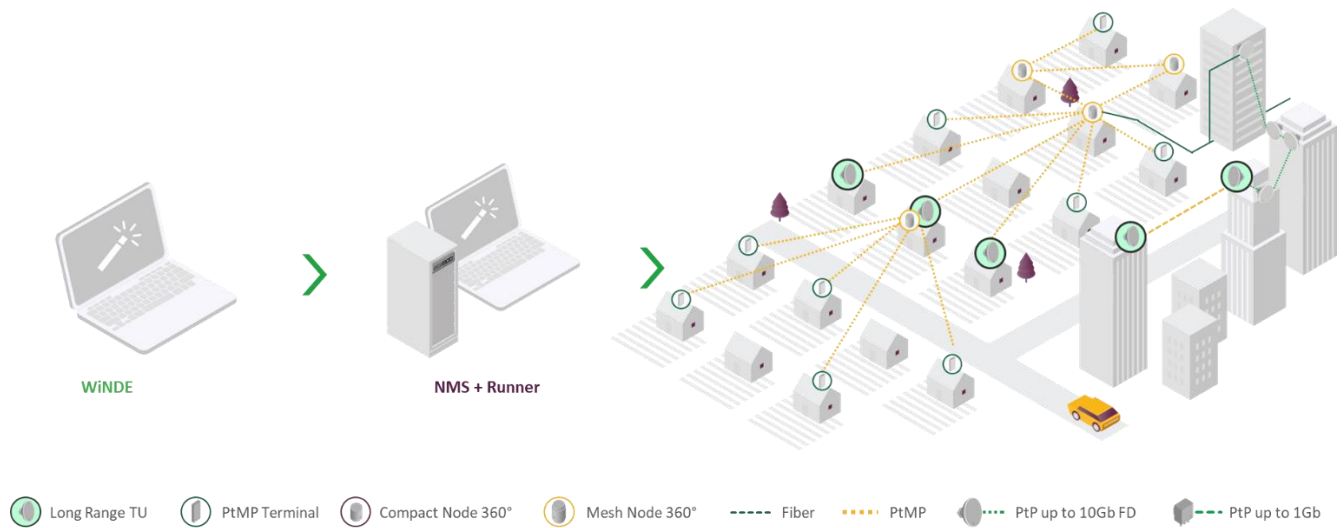 WiNDE
NMS + Runner
Long Range TU
PtMP Terminal
Compact Node 360°
Mesh Node 360°
Fiber
PtMP
PtP up to 10Gb FD
PtP up to 1Gb